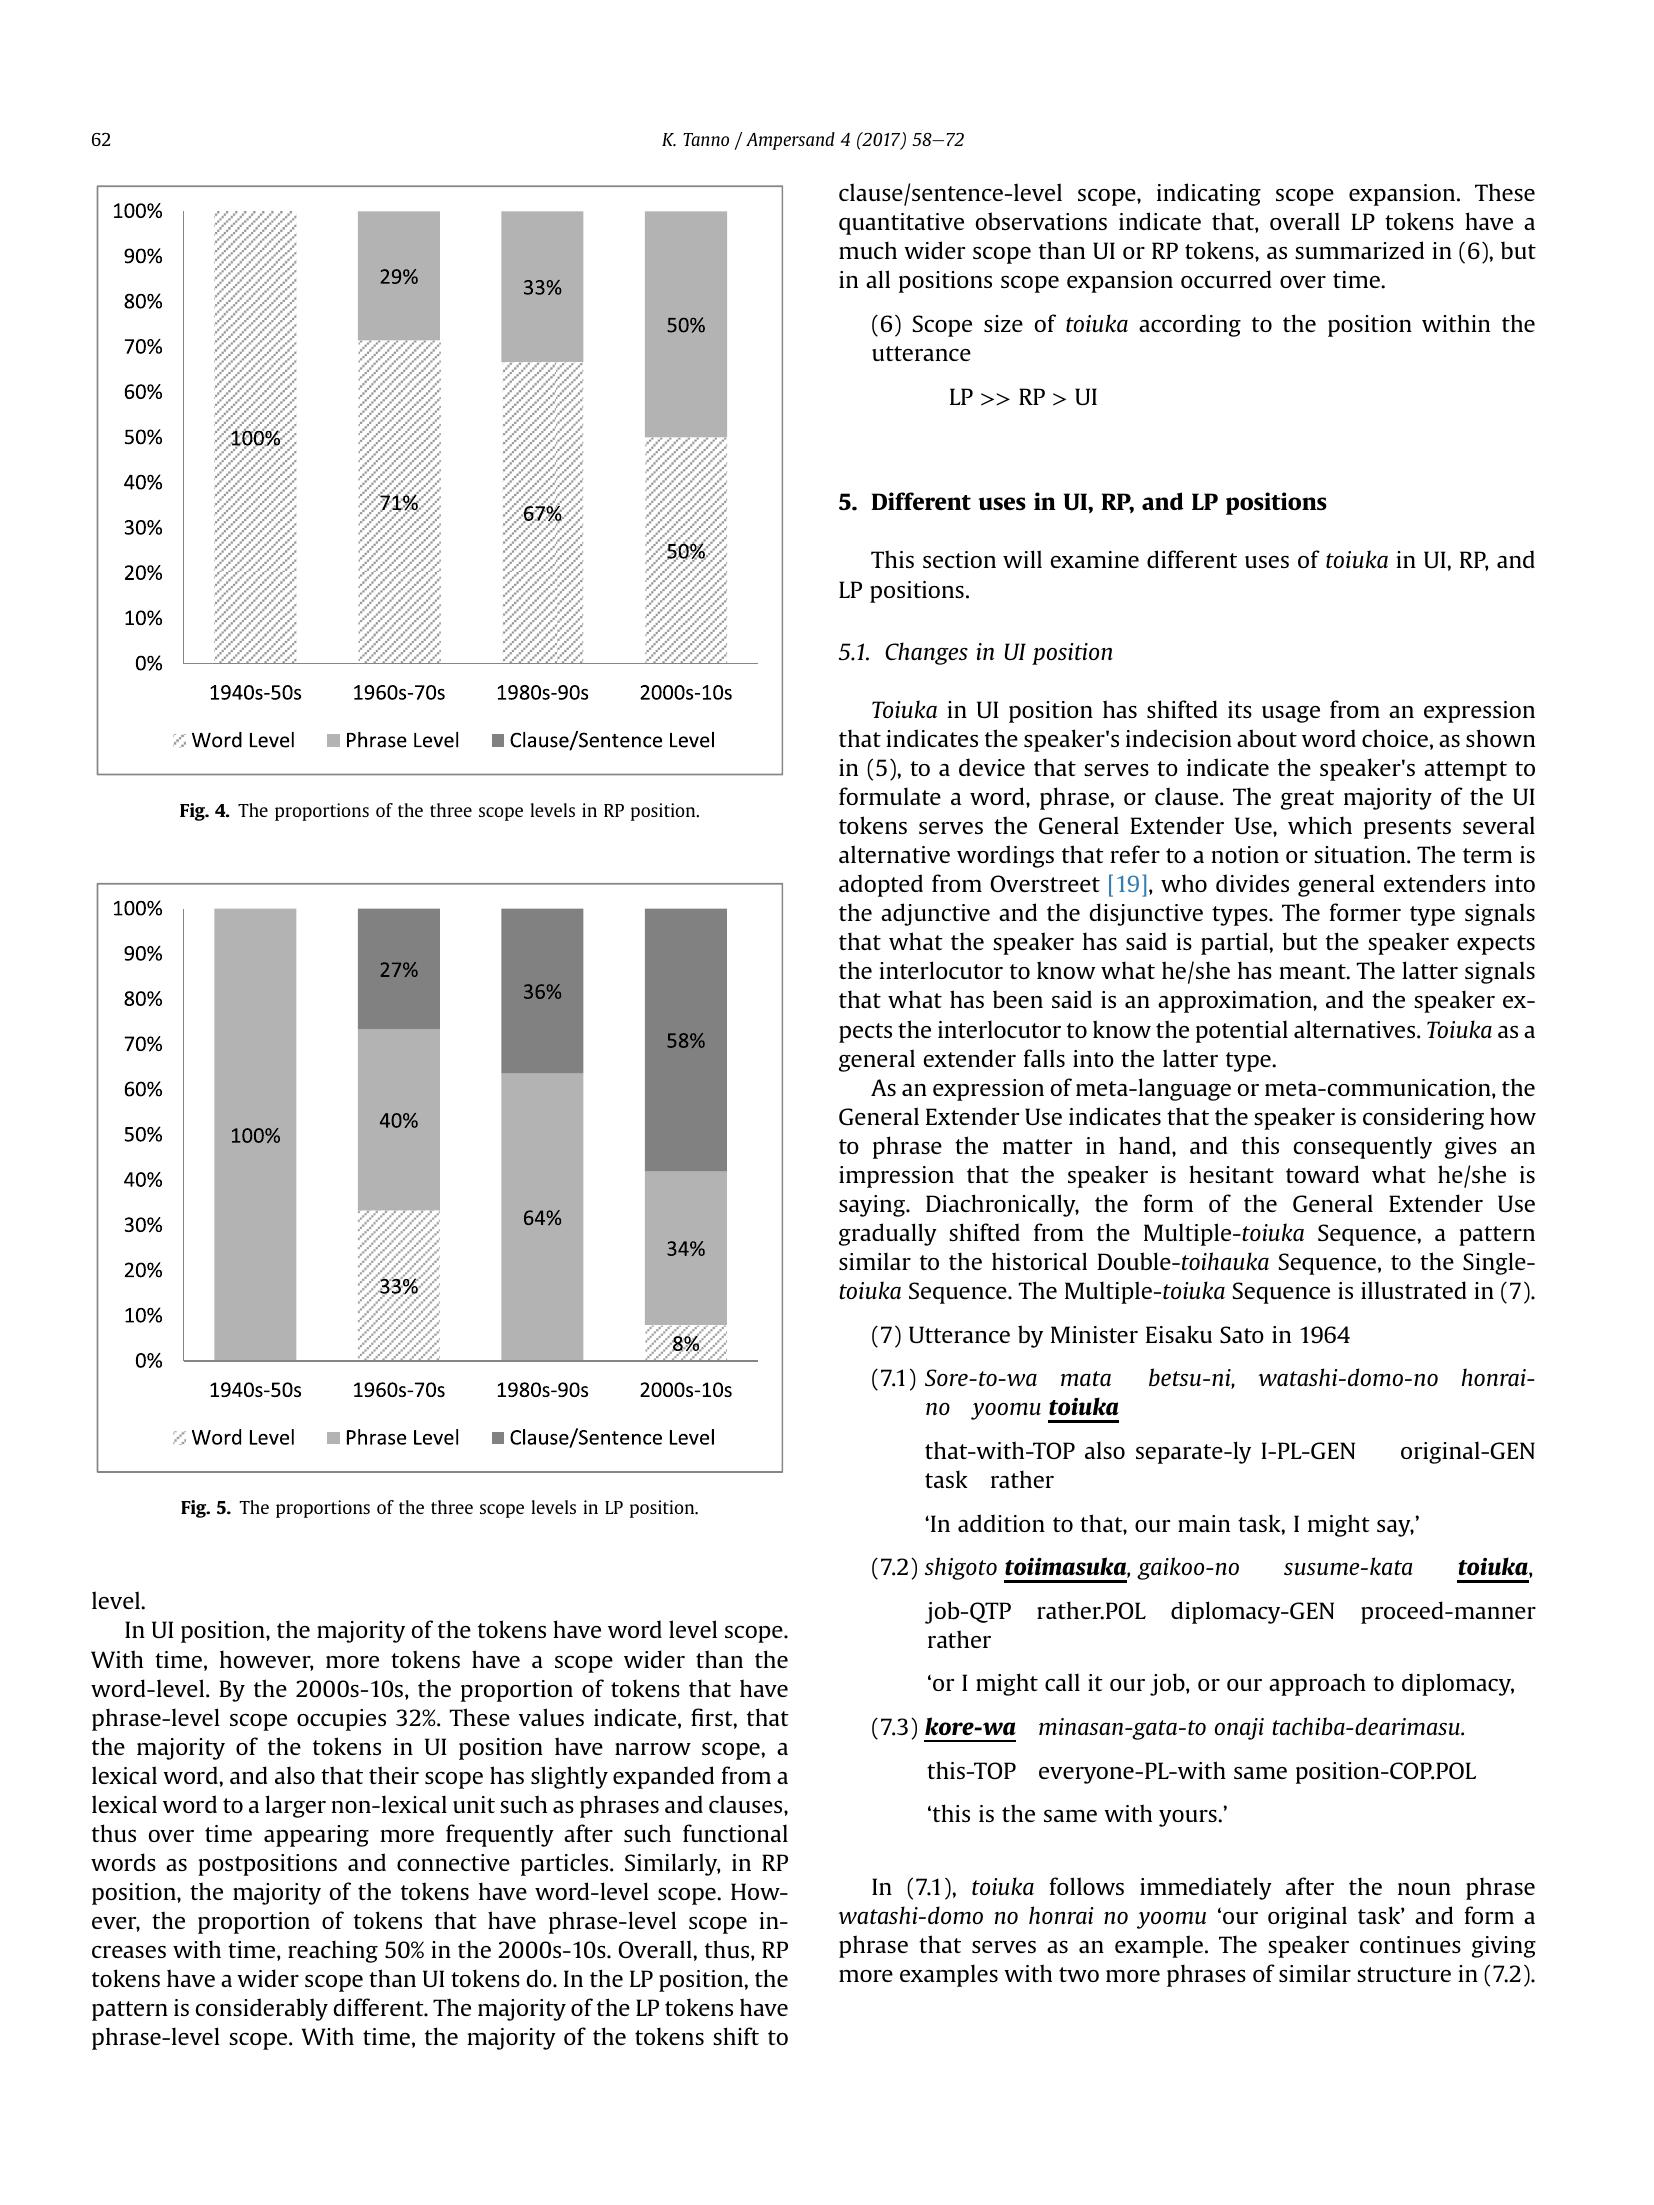 62
K. Tanno / Ampersand 4 (2017) 58–72
100%
90%
80%
70%
60%
50%
40%
30%
20%
10%
0%
100%
29%
71%
33%
67%
50%
50%
1940s-50s 1960s-70s 1980s-90s 2000s-10s
Word Level Phrase Level Clause/Sentence Level
Fig. 4. The proportions of the three scope levels in RP position.
100%
90%
80%
70%
60%
50%
40%
30%
20%
10%
0%
100%
27%
40%
33%
36%
64%
58%
34%
8%
1940s-50s 1960s-70s 1980s-90s 2000s-10s
Word Level Phrase Level Clause/Sentence Level
Fig. 5. The proportions of the three scope levels in LP position.
level.
In UI position, the majority of the tokens have word level scope.
With time, however, more tokens have a scope wider than the
word-level. By the 2000s-10s, the proportion of tokens that have
phrase-level scope occupies 32%. These values indicate, first, that
the majority of the tokens in UI position have narrow scope, a
lexical word, and also that their scope has slightly expanded from a
lexical word to a larger non-lexical unit such as phrases and clauses,
thus over time appearing more frequently after such functional
words as postpositions and connective particles. Similarly, in RP
position, the majority of the tokens have word-level scope. How-
ever, the proportion of tokens that have phrase-level scope in-
creases with time, reaching 50% in the 2000s-10s. Overall, thus, RP
tokens have a wider scope than UI tokens do. In the LP position, the
pattern is considerably different. The majority of the LP tokens have
phrase-level scope. With time, the majority of the tokens shift to
clause/sentence-level scope, indicating scope expansion. These
quantitative observations indicate that, overall LP tokens have a
much wider scope than UI or RP tokens, as summarized in (6), but
in all positions scope expansion occurred over time.
(6) Scope size of toiuka according to the position within the
utterance
LP >> RP > UI
5. Different uses in UI, RP, and LP positions
This section will examine different uses of toiuka in UI, RP, and
LP positions.
5.1. Changes in UI position
Toiuka in UI position has shifted its usage from an expression
that indicates the speaker's indecision about word choice, as shown
in (5), to a device that serves to indicate the speaker's attempt to
formulate a word, phrase, or clause. The great majority of the UI
tokens serves the General Extender Use, which presents several
alternative wordings that refer to a notion or situation. The term is
adopted from Overstreet [19], who divides general extenders into
the adjunctive and the disjunctive types. The former type signals
that what the speaker has said is partial, but the speaker expects
the interlocutor to know what he/she has meant. The latter signals
that what has been said is an approximation, and the speaker ex-
pects the interlocutor to know the potential alternatives. Toiuka as a
general extender falls into the latter type.
As an expression of meta-language or meta-communication, the
General Extender Use indicates that the speaker is considering how
to phrase the matter in hand, and this consequently gives an
impression that the speaker is hesitant toward what he/she is
saying. Diachronically, the form of the General Extender Use
gradually shifted from the Multiple-toiuka Sequence, a pattern
similar to the historical Double-toihauka Sequence, to the Single-
toiuka Sequence. The Multiple-toiuka Sequence is illustrated in (7).
(7) Utterance by Minister Eisaku Sato in 1964
(7.1) Sore-to-wa mata betsu-ni, watashi-domo-no honrai-
no yoomu toiuka
that-with-TOP also separate-ly I-PL-GEN original-GEN
task rather
‘In addition to that, our main task, I might say,’
(7.2) shigoto toiimasuka, gaikoo-no susume-kata toiuka,
job-QTP rather.POL diplomacy-GEN proceed-manner
rather
‘or I might call it our job, or our approach to diplomacy,
(7.3) kore-wa minasan-gata-to onaji tachiba-dearimasu.
this-TOP everyone-PL-with same position-COP.POL
‘this is the same with yours.’
In (7.1), toiuka follows immediately after the noun phrase
watashi-domo no honrai no yoomu ‘our original task’ and form a
phrase that serves as an example. The speaker continues giving
more examples with two more phrases of similar structure in (7.2).